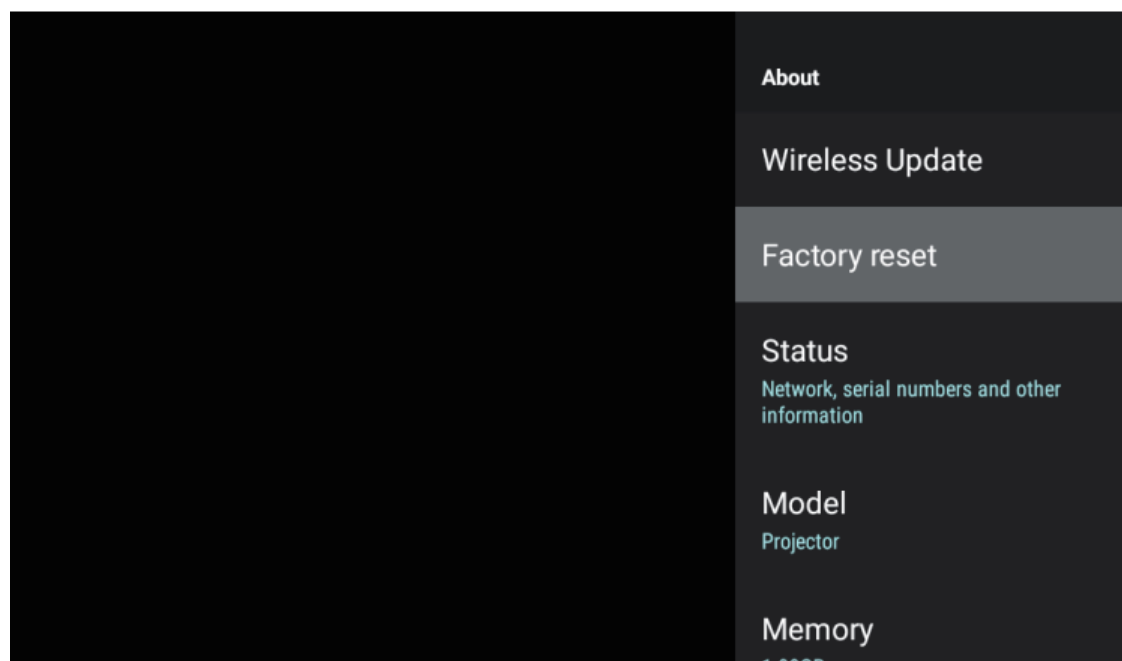 About
Wireless Update
Factory reset
Status
Network, serial numbers and other
information
Model
Projector
Memory